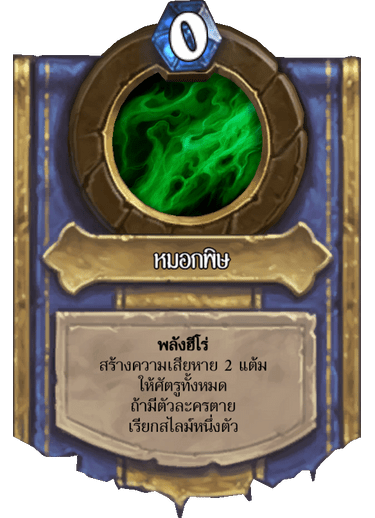 0
หมอกพิษ
พลังฮีโร่
สร้างความเสียหาย 2 แต้ม
ให้ศัตรูทั้งหมด
ถ้ามีตัวละครตาย
เรียกสไลม์หนึ่งตัว